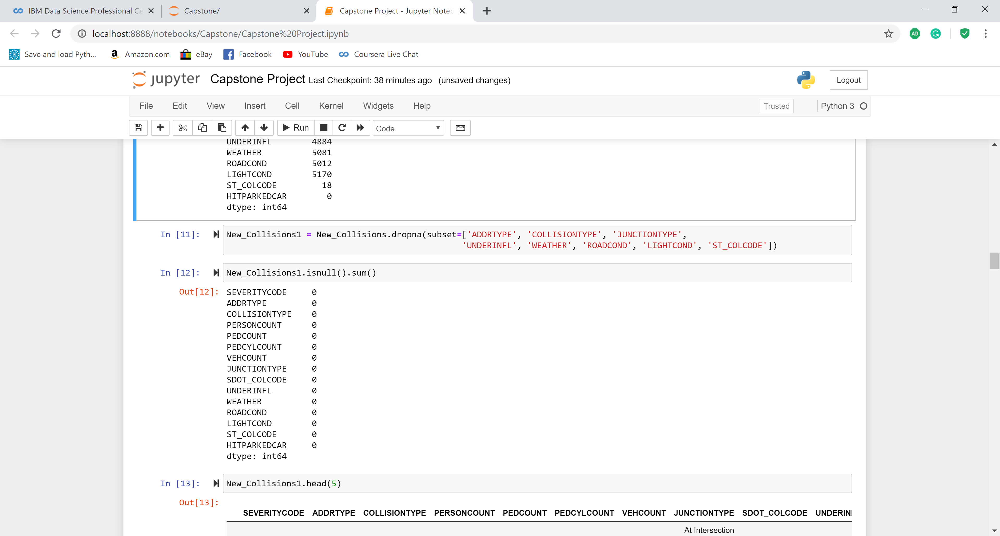 IBM Data Science Professional Ce
Capstone/
Capstone Project - Jupyter Noteb
localhost:8888/notebooks/Capstone/Capstone%20Project.ipynb
AD
G
Save and load Pyth...
a Amazon.com
eBay
f Facebook
YouTube
Coursera Live Chat
jupyter Capstone Project Last Checkpoint: 38 minutes ago (unsaved changes)
Logout
File Edit View Insert Cell Kernel Widgets Help
Trusted
Python 3
Run
Code
UNDERINFL 4884
WEATHER 5081
ROADCOND 5012
LIGHTCOND 5170
ST_COLCODE 18
HITPARKEDCAR 0
dtype: int64
In [11]: New_Collisions1 = New_Collisions.dropna(subset=['ADDRTYPE', 'COLLISIONTYPE', 'JUNCTIONTYPE',
'UNDERINFL', 'WEATHER', 'ROADCOND', 'LIGHTCOND', 'ST_COLCODE'])
In [12]: New_Collisions1.isnull().sum()
Out[12]: SEVERITYCODE 0
ADDRTYPE 0
COLLISIONTYPE 0
PERSONCOUNT 0
PEDCOUNT 0
PEDCYLCOUNT 0
VEHCOUNT 0
JUNCTIONTYPE 0
SDOT_COLCODE 0
UNDERINFL 0
WEATHER 0
ROADCOND 0
LIGHTCOND 0
ST_COLCODE 0
HITPARKEDCAR 0
dtype: int64
In [13]: New_Collisions1.head(5)
Out[13]:
SEVERITYCODE ADDRTYPE COLLISIONTYPE PERSONCOUNT PEDCOUNT PEDCYLCOUNT VEHCOUNT JUNCTIONTYPE SDOT_COLCODE UNDERIN
At Intersection